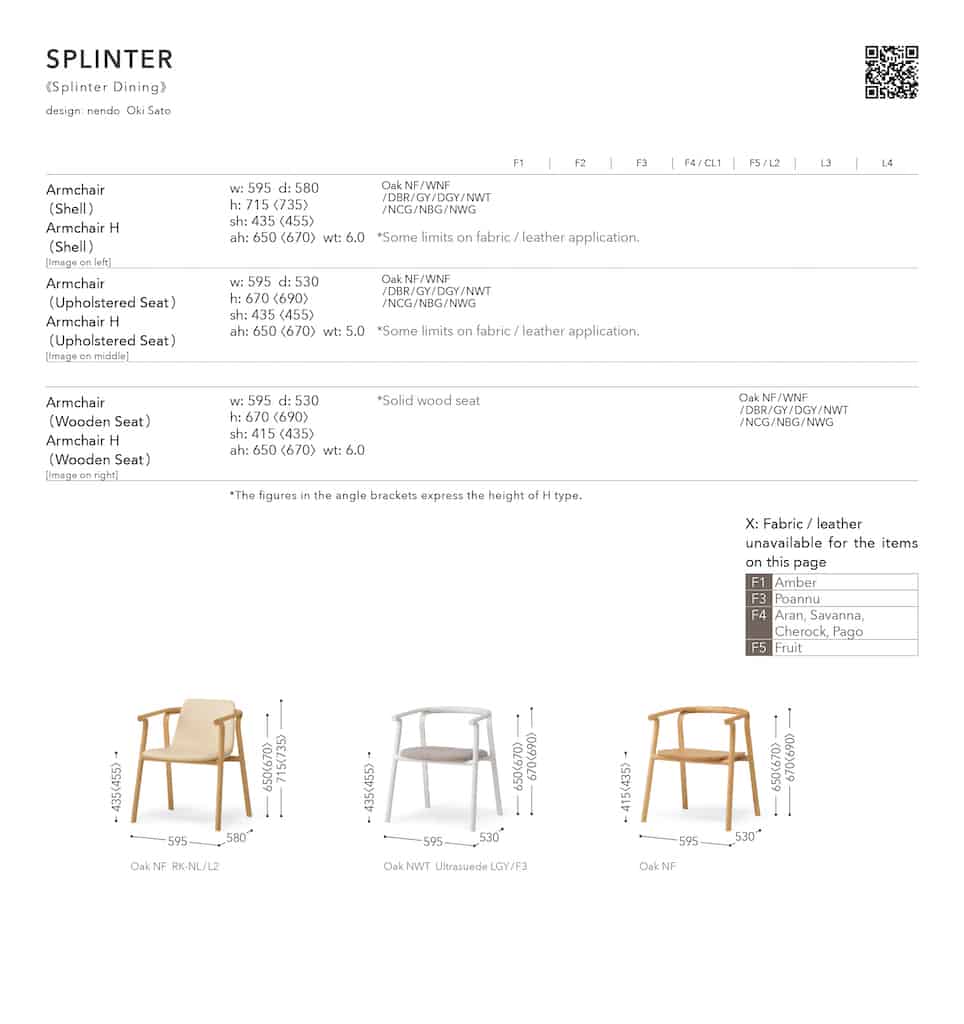 SPLINTER
《Splinter Dining》
design: nendo Oki Sato
F1 | F2 | F3 | F4 / CL1 | F5 / L2 | L3 | L4
Armchair
(Shell)
Armchair H
(Shell)
[Image on left]
w: 595 d: 580
h: 715 〈735〉
sh: 435 〈455〉
ah: 650 〈670〉 wt: 6.0
Oak NF/WNF
/DBR/GY/DGY/NWT
/NCG/NBG/NWG
*Some limits on fabric / leather application.
Armchair
(Upholstered Seat)
Armchair H
(Upholstered Seat)
[Image on middle]
w: 595 d: 530
h: 670 〈690〉
sh: 435 〈455〉
ah: 650 〈670〉 wt: 5.0
Oak NF/WNF
/DBR/GY/DGY/NWT
/NCG/NBG/NWG
*Some limits on fabric / leather application.
Armchair
(Wooden Seat)
Armchair H
(Wooden Seat)
[Image on right]
w: 595 d: 530
h: 670 〈690〉
sh: 415 〈435〉
ah: 650 〈670〉 wt: 6.0
*Solid wood seat
Oak NF/WNF
/DBR/GY/DGY/NWT
/NCG/NBG/NWG
*The figures in the angle brackets express the height of H type.
X: Fabric / leather
unavailable for the items
on this page
F1 Amber
F3 Poannu
F4 Aran, Savanna,
Cherock, Pago
F5 Fruit
435〈455〉
650〈670〉
715〈735〉
595
580
Oak NF RK-NL/L2
435〈455〉
650〈670〉
670〈690〉
595
530
Oak NWT Ultrasuede LGY/F3
415〈435〉
650〈670〉
670〈690〉
595
530
Oak NF